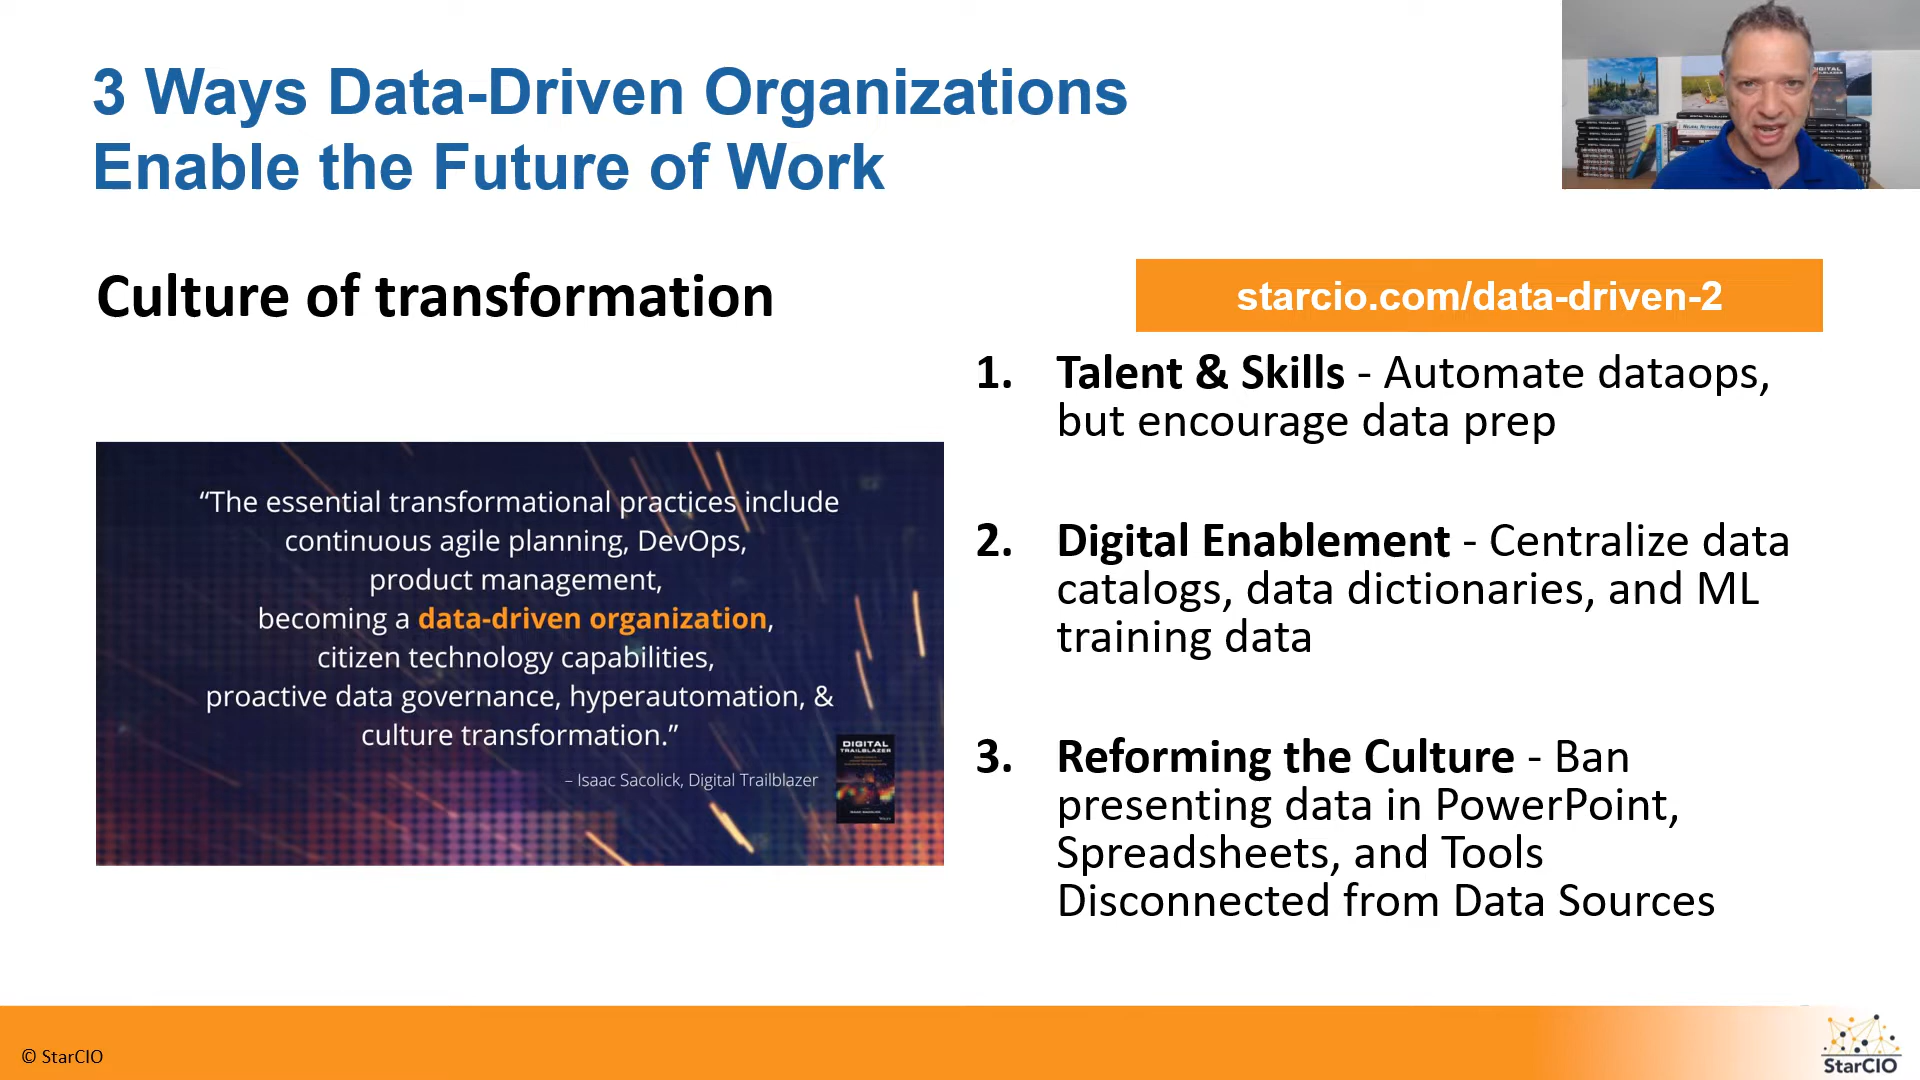 3 Ways Data-Driven Organizations
Enable the Future of Work
Culture of transformation
starcio.com/data-driven-2
“The essential transformational practices include
continuous agile planning, DevOps,
product management,
becoming a data-driven organization,
citizen technology capabilities,
proactive data governance, hyperautomation, &
culture transformation.”
– Isaac Sacolick, Digital Trailblazer
DIGITAL
TRAILBLAZER
1. Talent & Skills - Automate dataops,
but encourage data prep
2. Digital Enablement - Centralize data
catalogs, data dictionaries, and ML
training data
3. Reforming the Culture - Ban
presenting data in PowerPoint,
Spreadsheets, and Tools
Disconnected from Data Sources
© StarCIO
StarCIO